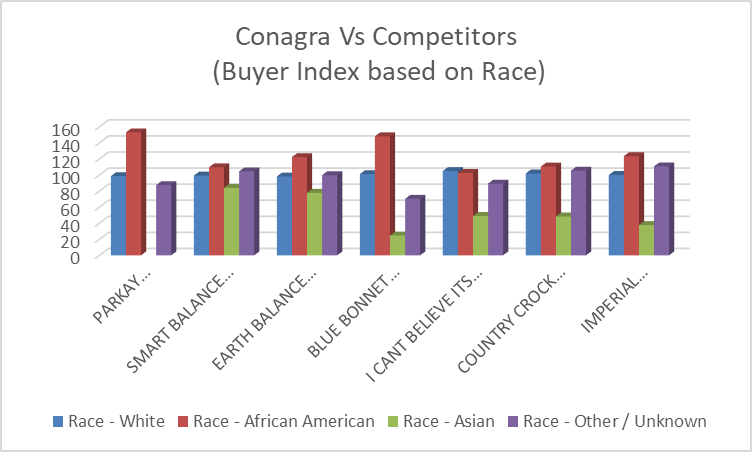 Conagra Vs Competitors
(Buyer Index based on Race)
160
140
120
100
80
60
40
20
0
PARKAY...
SMART BALANCE...
EARTH BALANCE...
BLUE BONNET...
I CANT BELIEVE ITS...
COUNTRY CROCK...
IMPERIAL...
Race - White
Race - African American
Race - Asian
Race - Other / Unknown